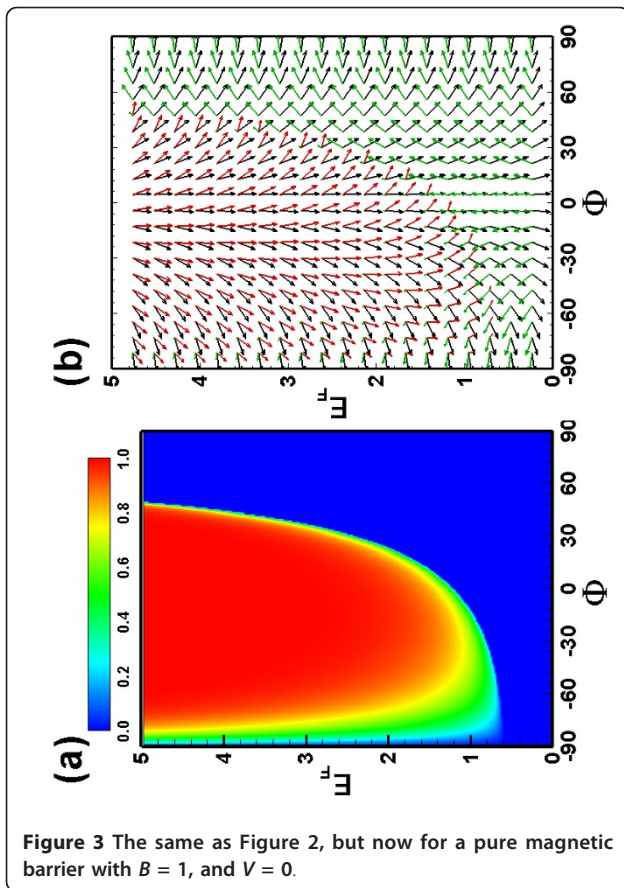 (a)
0.0 0.2 0.4 0.6 0.8 1.0
5
4
3
2
1
0
E_F
-90 -60 -30 0 30 60 90
Φ
(b)
5
4
3
2
1
0
E_F
-90 -60 -30 0 30 60 90
Φ
Figure 3 The same as Figure 2, but now for a pure magnetic
barrier with B = 1, and V = 0.